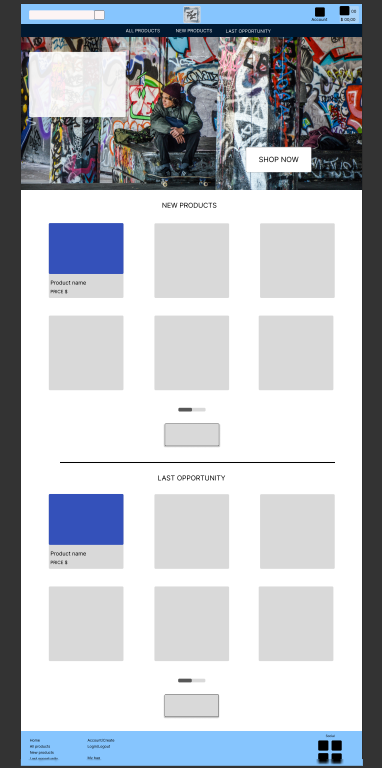 Account
00
$ 00,00
ALL PRODUCTS
NEW PRODUCTS
LAST OPPORTUNITY
SHOP NOW
NEW PRODUCTS
Product name
PRICE $
LAST OPPORTUNITY
Product name
PRICE $
Home
All products
New products
Last opportunity
Account/Create
Login/Logout
My bag
Social